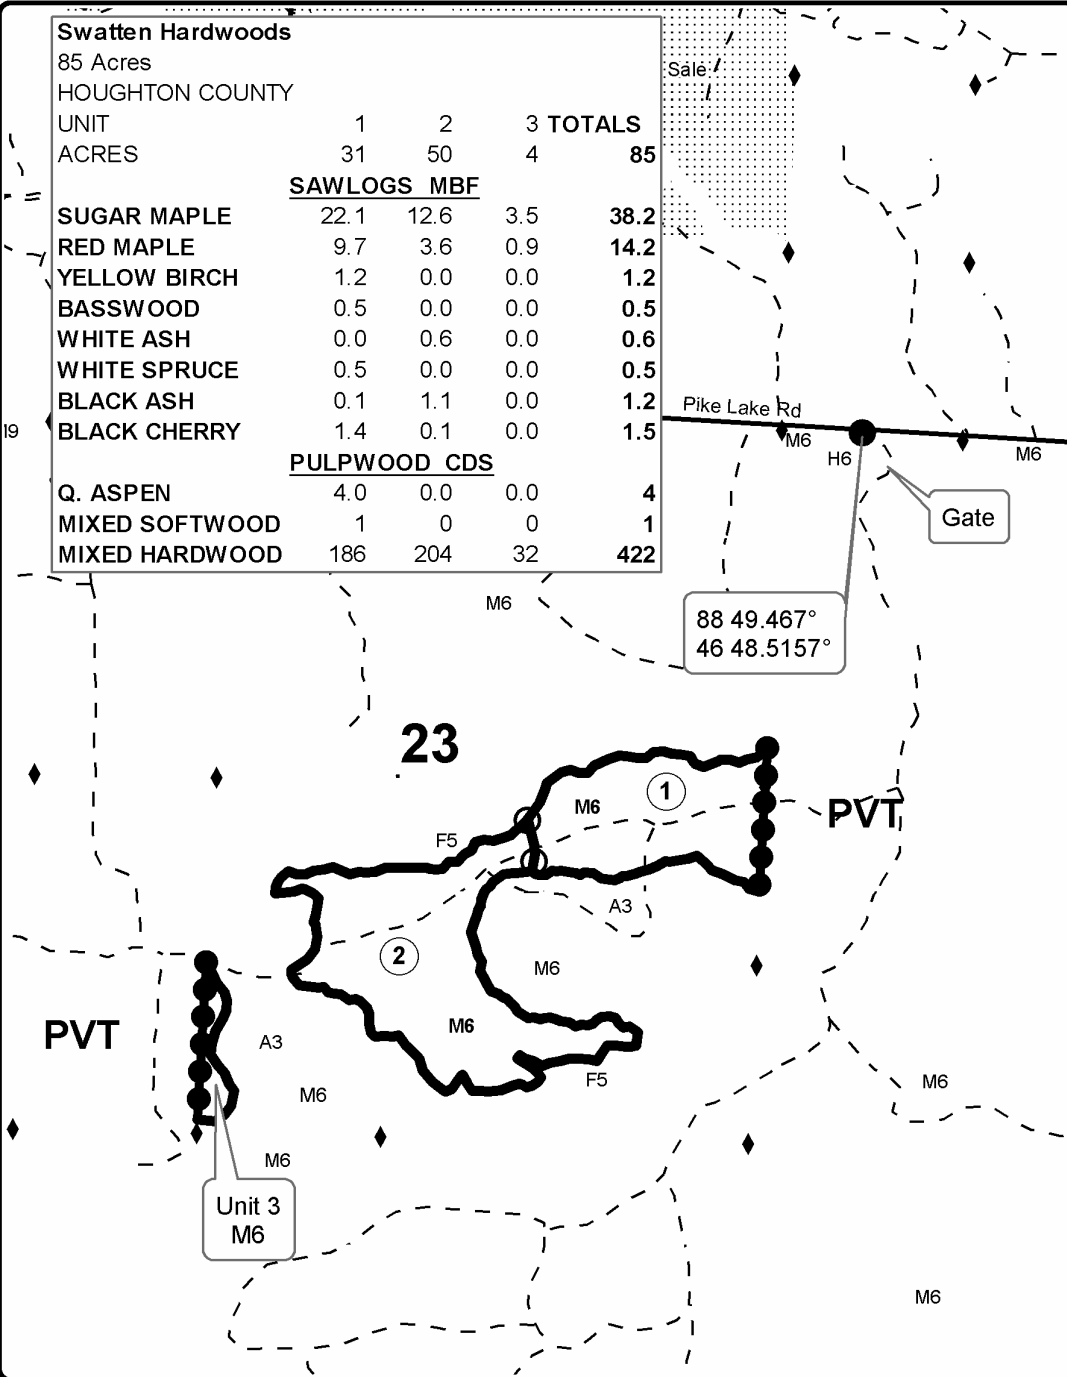 Swatten Hardwoods
85 Acres
HOUGHTON COUNTY
UNIT 1 2 3 TOTALS
ACRES 31 50 4 85
SAWLOGS MBF
SUGAR MAPLE 22.1 12.6 3.5 38.2
RED MAPLE 9.7 3.6 0.9 14.2
YELLOW BIRCH 1.2 0.0 0.0 1.2
BASSWOOD 0.5 0.0 0.0 0.5
WHITE ASH 0.0 0.6 0.0 0.6
WHITE SPRUCE 0.5 0.0 0.0 0.5
BLACK ASH 0.1 1.1 0.0 1.2
BLACK CHERRY 1.4 0.1 0.0 1.5
PULPWOOD CDS
Q. ASPEN 4.0 0.0 0.0 4
MIXED SOFTWOOD 1 0 0 1
MIXED HARDWOOD 186 204 32 422
Sale
19
Pike Lake Rd
M6
H6
M6
Gate
M6
88 49.467°
46 48.5157°
23
1
M6
PVT
F5
A3
2
M6
M6
PVT
A3
M6
F5
M6
M6
Unit 3
M6
M6